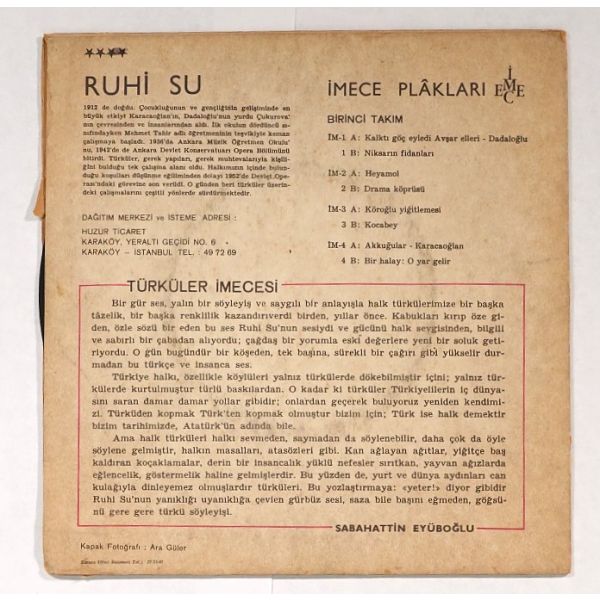 RUHİ SU
1912 de doğdu. Çocukluğunun ve gençliğinin gelişiminde en
büyük etkiyi Karacaoğlan'ın, Dadaloğlu'nun yurdu Çukurova'
nın çevresinden ve insanlarından aldı. İlk okulun dördüncü sı-
nıfındayken Mehmet Tahir adlı öğretmeninin teşvikiyle keman
çalışmaya başladı. 1936'da Ankara Müzik Öğretmen Okulu'
nu, 1942'de de Ankara Devlet Konservatuarı Opera Bölümünü
bitirdi. Türküler, gerek yapıları, gerek muhtevalarıyla kişili-
ğini bulduğu tek çalışma alanı oldu. Halkımızın içinde bulun-
duğu koşulları düşünme eğiliminden dolayı 1952'de Devlet Ope-
rası'ndaki görevine son verildi. O günden beri türküler üzerin-
deki çalışmalarını çeşitli yönlerde sürdürmektedir.
DAĞITIM MERKEZİ ve İSTEME ADRESİ :
HUZUR TİCARET
KARAKÖY, YERALTI GEÇİDİ NO. 6
KARAKÖY – İSTANBUL TEL. : 49 72 69
İMECE PLÂKLARI
İMECE
BİRİNCİ TAKIM
İM-1 A: Kalktı göç eyledi Avşar elleri - Dadaloğlu
1 B: Niksarın fidanları
İM-2 A: Heyamol
2 B: Drama köprüsü
İM-3 A: Köroğlu yiğitlemesi
3 B: Kocabey
İM-4 A: Akkuğular - Karacaoğlan
4 B: Bir halay: O yar gelir
TÜRKÜLER İMECESİ
Bir gür ses, yalın bir söyleyiş ve saygılı bir anlayışla halk türkülerimize bir başka
tâzelik, bir başka renklilik kazandırıverdi birden, yıllar önce. Kabukları kırıp öze gi-
den, özle sözü bir eden bu ses Ruhi Su'nun sesiydi ve gücünü halk sevgisinden, bilgili
ve sabırlı bir çabadan alıyordu; çağdaş bir yorumla eski değerlere yeni bir soluk geti-
riyordu. O gün bugündür bir köşeden, tek başına, sürekli bir çağırı gibi yükselir dur-
madan bu türkçe ve insanca ses.
Türkiye halkı, özellikle köylüleri yalnız türkülerde dökebilmiştir içini; yalnız tür-
külerde kurtulmuştur türlü baskılardan. O kadar ki türküler Türkiyelilerin iç dünya-
sını saran damar damar yollar gibidir; onlardan geçerek buluyoruz yeniden kendimi-
zi. Türküden kopmak Türk'ten kopmak olmuştur bizim için; Türk ise halk demektir
bizim tarihimizde, Atatürk'ün adında bile.
Ama halk türküleri halkı sevmeden, saymadan da söylenebilir, daha çok da öyle
söylene gelmiştir, halkın masalları, atasözleri gibi. Kan ağlayan ağıtlar, yiğitçe baş
kaldıran koçaklamalar, derin bir insancalık yüklü nefesler sırıtkan, yayvan ağızlarda
eğlencelik, göstermelik haline gelmişlerdir. Bu yüzden de, yurt ve dünya aydınları can
kulağıyla dinleyemez olmuşlardır türküleri. Bu yozlaştırmaya: «yeter!» diyor gibidir
Ruhi Su'nun yanıklığı uyanıklığa çevien gürbüz sesi, saza bile başını eğmeden, göğsü-
nü gere gere türkü söyleyişi.
SABAHATTİN EYÜBOĞLU
Kapak Fotoğrafı : Ara Güler